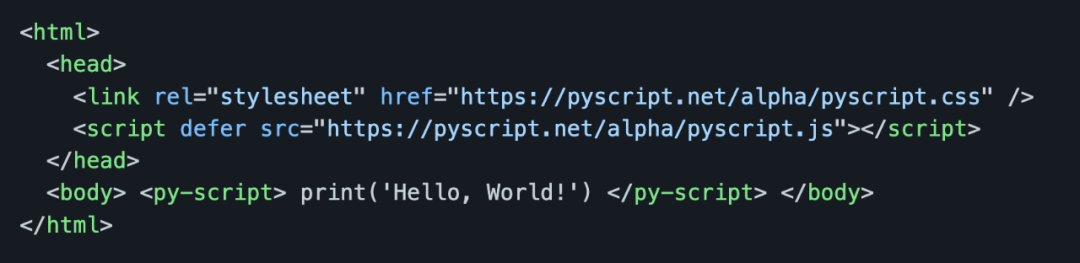 <html>
<head>
<link rel="stylesheet" href="https://pyscript.net/alpha/pyscript.css" />
<script defer src="https://pyscript.net/alpha/pyscript.js"></script>
</head>
<body> <py-script> print('Hello, World!') </py-script> </body>
</html>